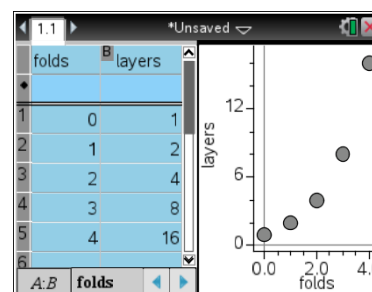 1.1 *Unsaved
folds B layers
1 0 1
2 1 2
3 2 4
4 3 8
5 4 16
6
A:B folds
layers
12
6
0
0.0 2.0 4.
folds